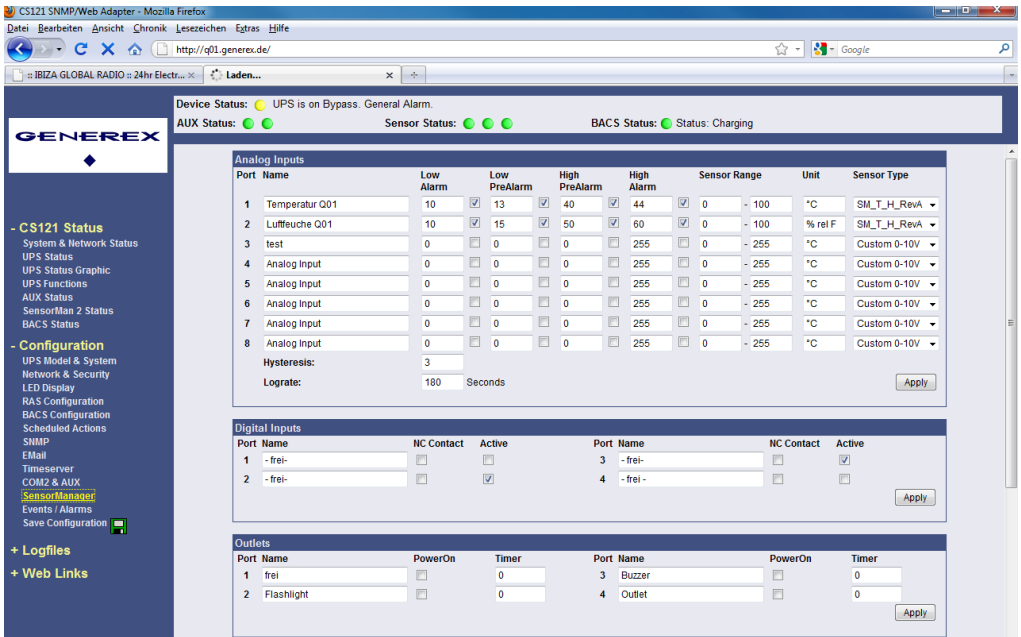 CS121 SNMP/Web Adapter - Mozilla Firefox
Datei Bearbeiten Ansicht Chronik Lesezeichen Extras Hilfe
http://q01.generex.de/
Google
:: IBIZA GLOBAL RADIO :: 24hr Electr...
Laden...
Device Status: UPS is on Bypass. General Alarm.
AUX Status: Sensor Status: BACS Status: Status: Charging
GENEREX
- CS121 Status
System & Network Status
UPS Status
UPS Status Graphic
UPS Functions
AUX Status
SensorMan 2 Status
BACS Status
- Configuration
UPS Model & System
Network & Security
LED Display
RAS Configuration
BACS Configuration
Scheduled Actions
SNMP
EMail
Timeserver
COM2 & AUX
SensorManager
Events / Alarms
Save Configuration
+ Logfiles
+ Web Links
Analog Inputs
Port Name Low Alarm Low PreAlarm High PreAlarm High Alarm Sensor Range Unit Sensor Type
1 Temperatur Q01 10 13 40 44 0 - 100 °C SM_T_H_RevA
2 Luftfeuche Q01 10 15 50 60 0 - 100 % rel F SM_T_H_RevA
3 test 0 0 0 255 0 - 255 °C Custom 0-10V
4 Analog Input 0 0 0 255 0 - 255 °C Custom 0-10V
5 Analog Input 0 0 0 255 0 - 255 °C Custom 0-10V
6 Analog Input 0 0 0 255 0 - 255 °C Custom 0-10V
7 Analog Input 0 0 0 255 0 - 255 °C Custom 0-10V
8 Analog Input 0 0 0 255 0 - 255 °C Custom 0-10V
Hysteresis: 3
Lograte: 180 Seconds
Apply
Digital Inputs
Port Name NC Contact Active Port Name NC Contact Active
1 - frei- 3 - frei-
2 - frei- 4 - frei -
Apply
Outlets
Port Name PowerOn Timer Port Name PowerOn Timer
1 frei 0 3 Buzzer 0
2 Flashlight 0 4 Outlet 0
Apply